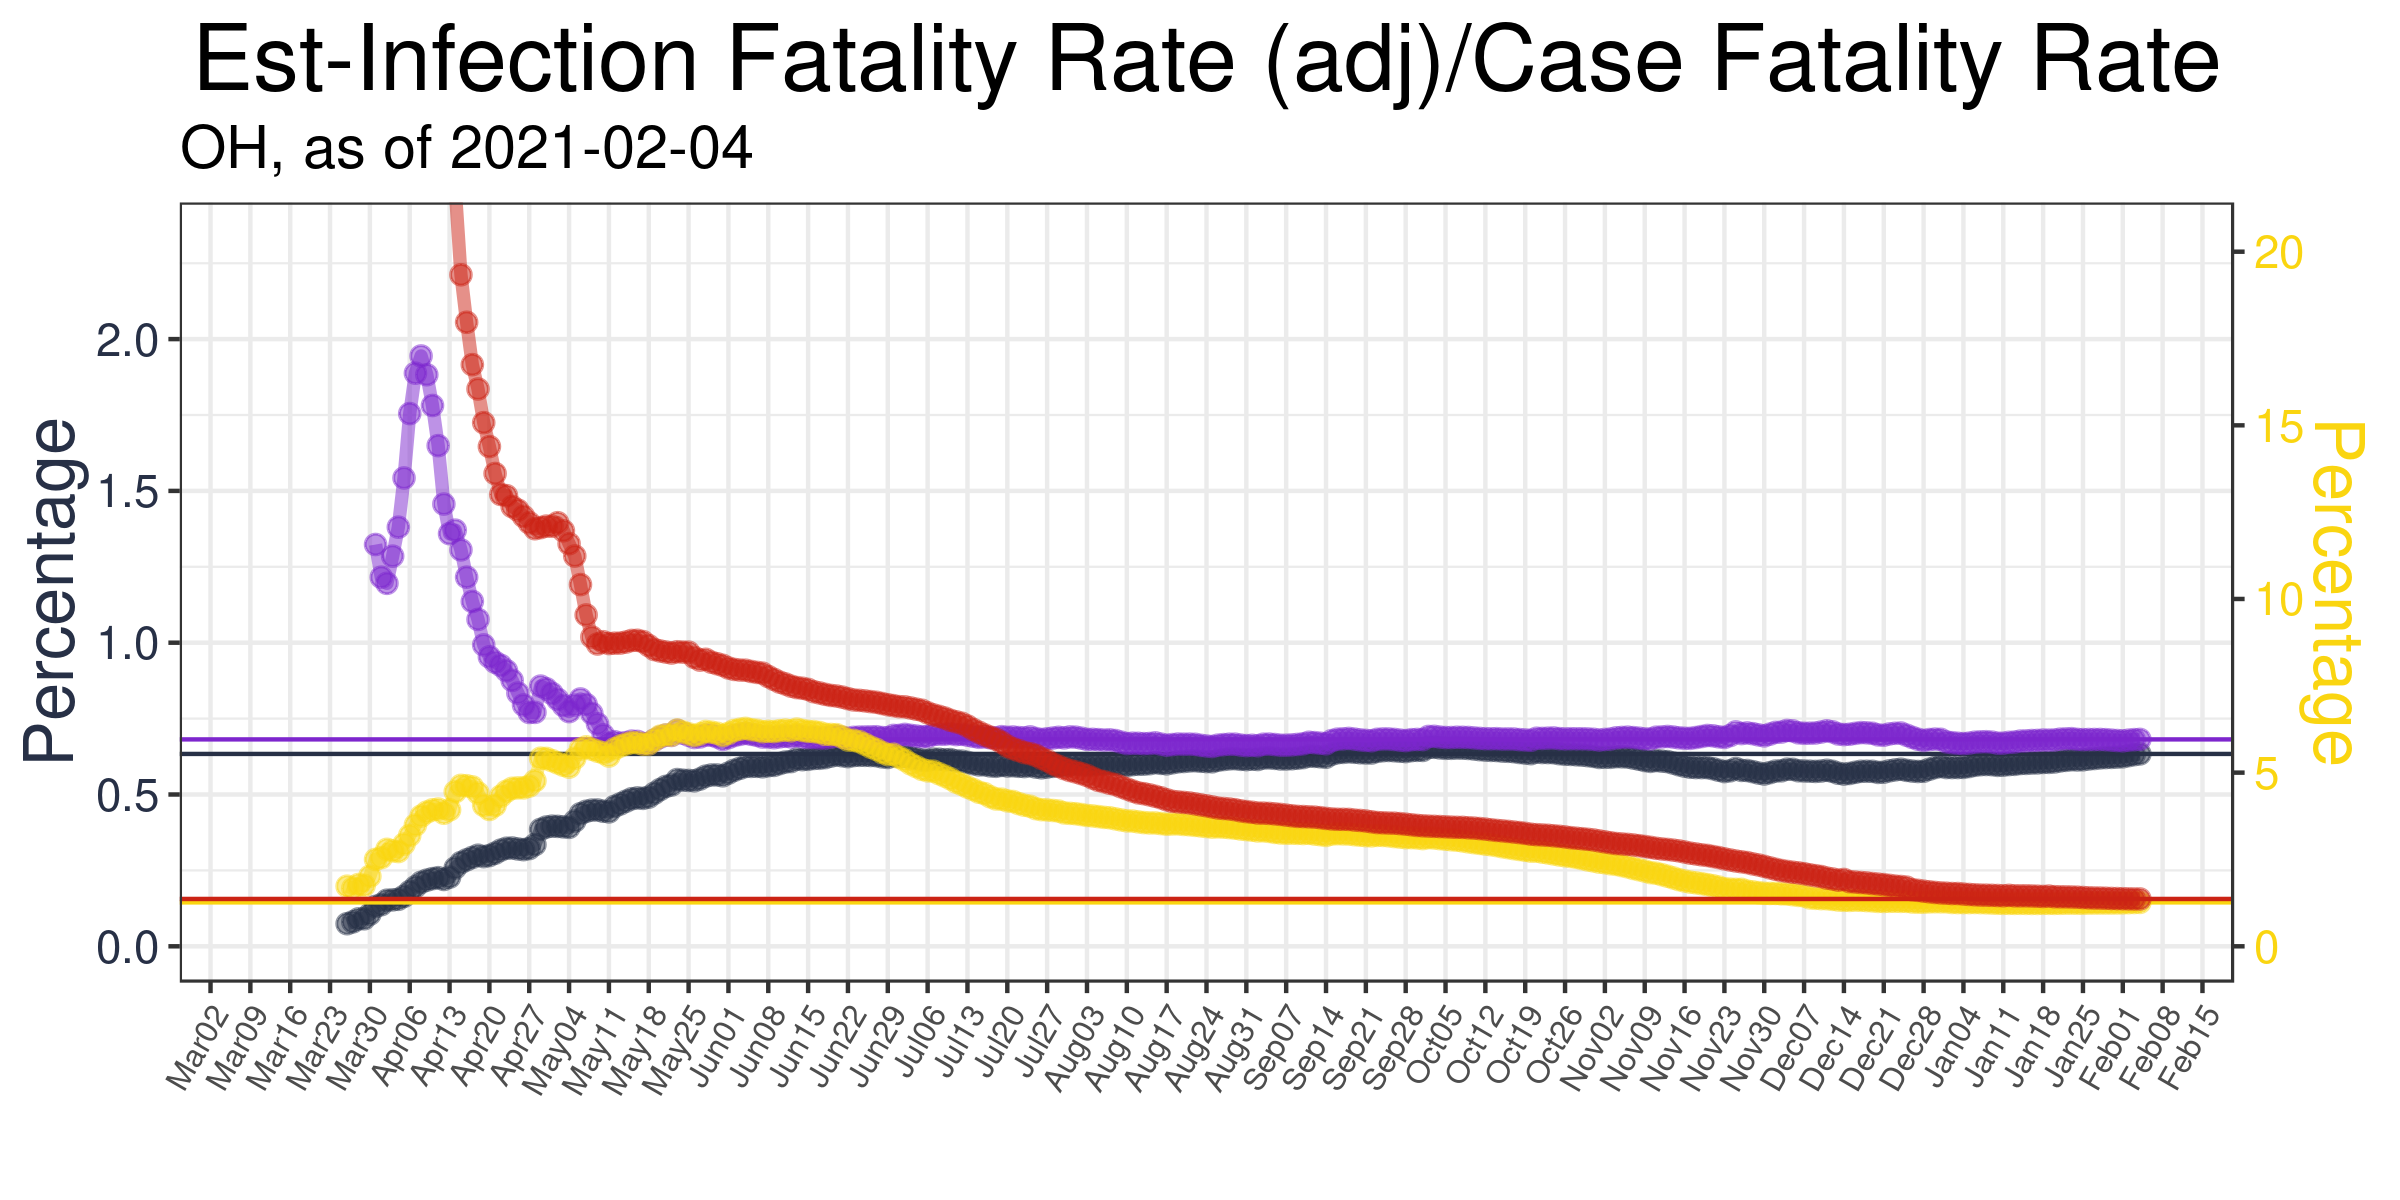 Est-Infection Fatality Rate (adj)/Case Fatality Rate
OH, as of 2021-02-04
Percentage
2.0
1.5
1.0
0.5
0.0
20
15
10
5
0
Percentage
Mar02
Mar09
Mar16
Mar23
Mar30
Apr06
Apr13
Apr20
Apr27
May04
May11
May18
May25
Jun01
Jun08
Jun15
Jun22
Jun29
Jul06
Jul13
Jul20
Jul27
Aug03
Aug10
Aug17
Aug24
Aug31
Sep07
Sep14
Sep21
Sep28
Oct05
Oct12
Oct19
Oct26
Nov02
Nov09
Nov16
Nov23
Nov30
Dec07
Dec14
Dec21
Dec28
Jan04
Jan11
Jan18
Jan25
Feb01
Feb08
Feb15